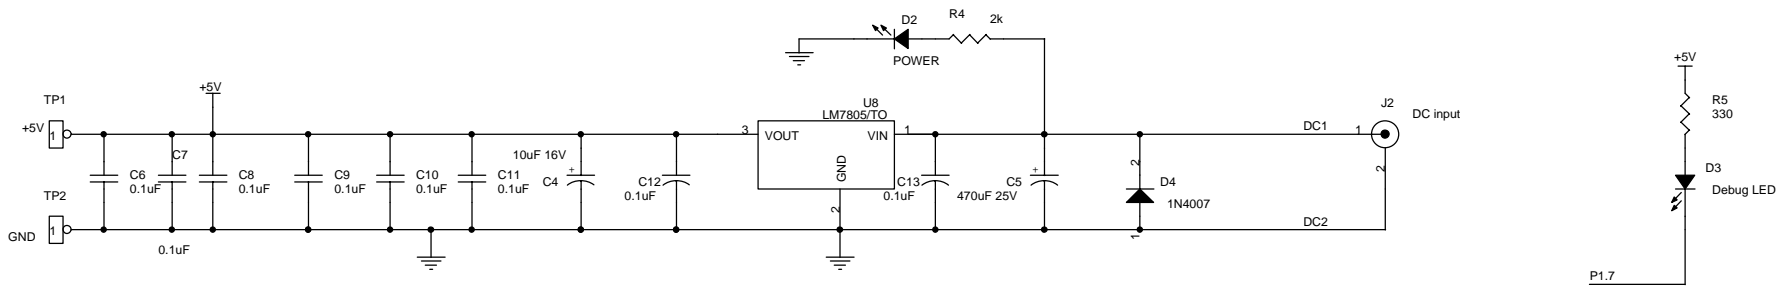 D2
R4
2k
POWER
+5V
TP1
+5V
1
+5V
U8
LM7805/TO
3
VOUT
VIN
1
GND
2
J2
DC input
DC1
1
2
R5
330
C7
C6
0.1uF
C8
0.1uF
C9
0.1uF
C10
0.1uF
C11
0.1uF
10uF 16V
+
C4
C12
0.1uF
C13
0.1uF
+
C5
470uF 25V
2
D4
1N4007
1
D3
Debug LED
TP2
GND
1
0.1uF
DC2
P1.7